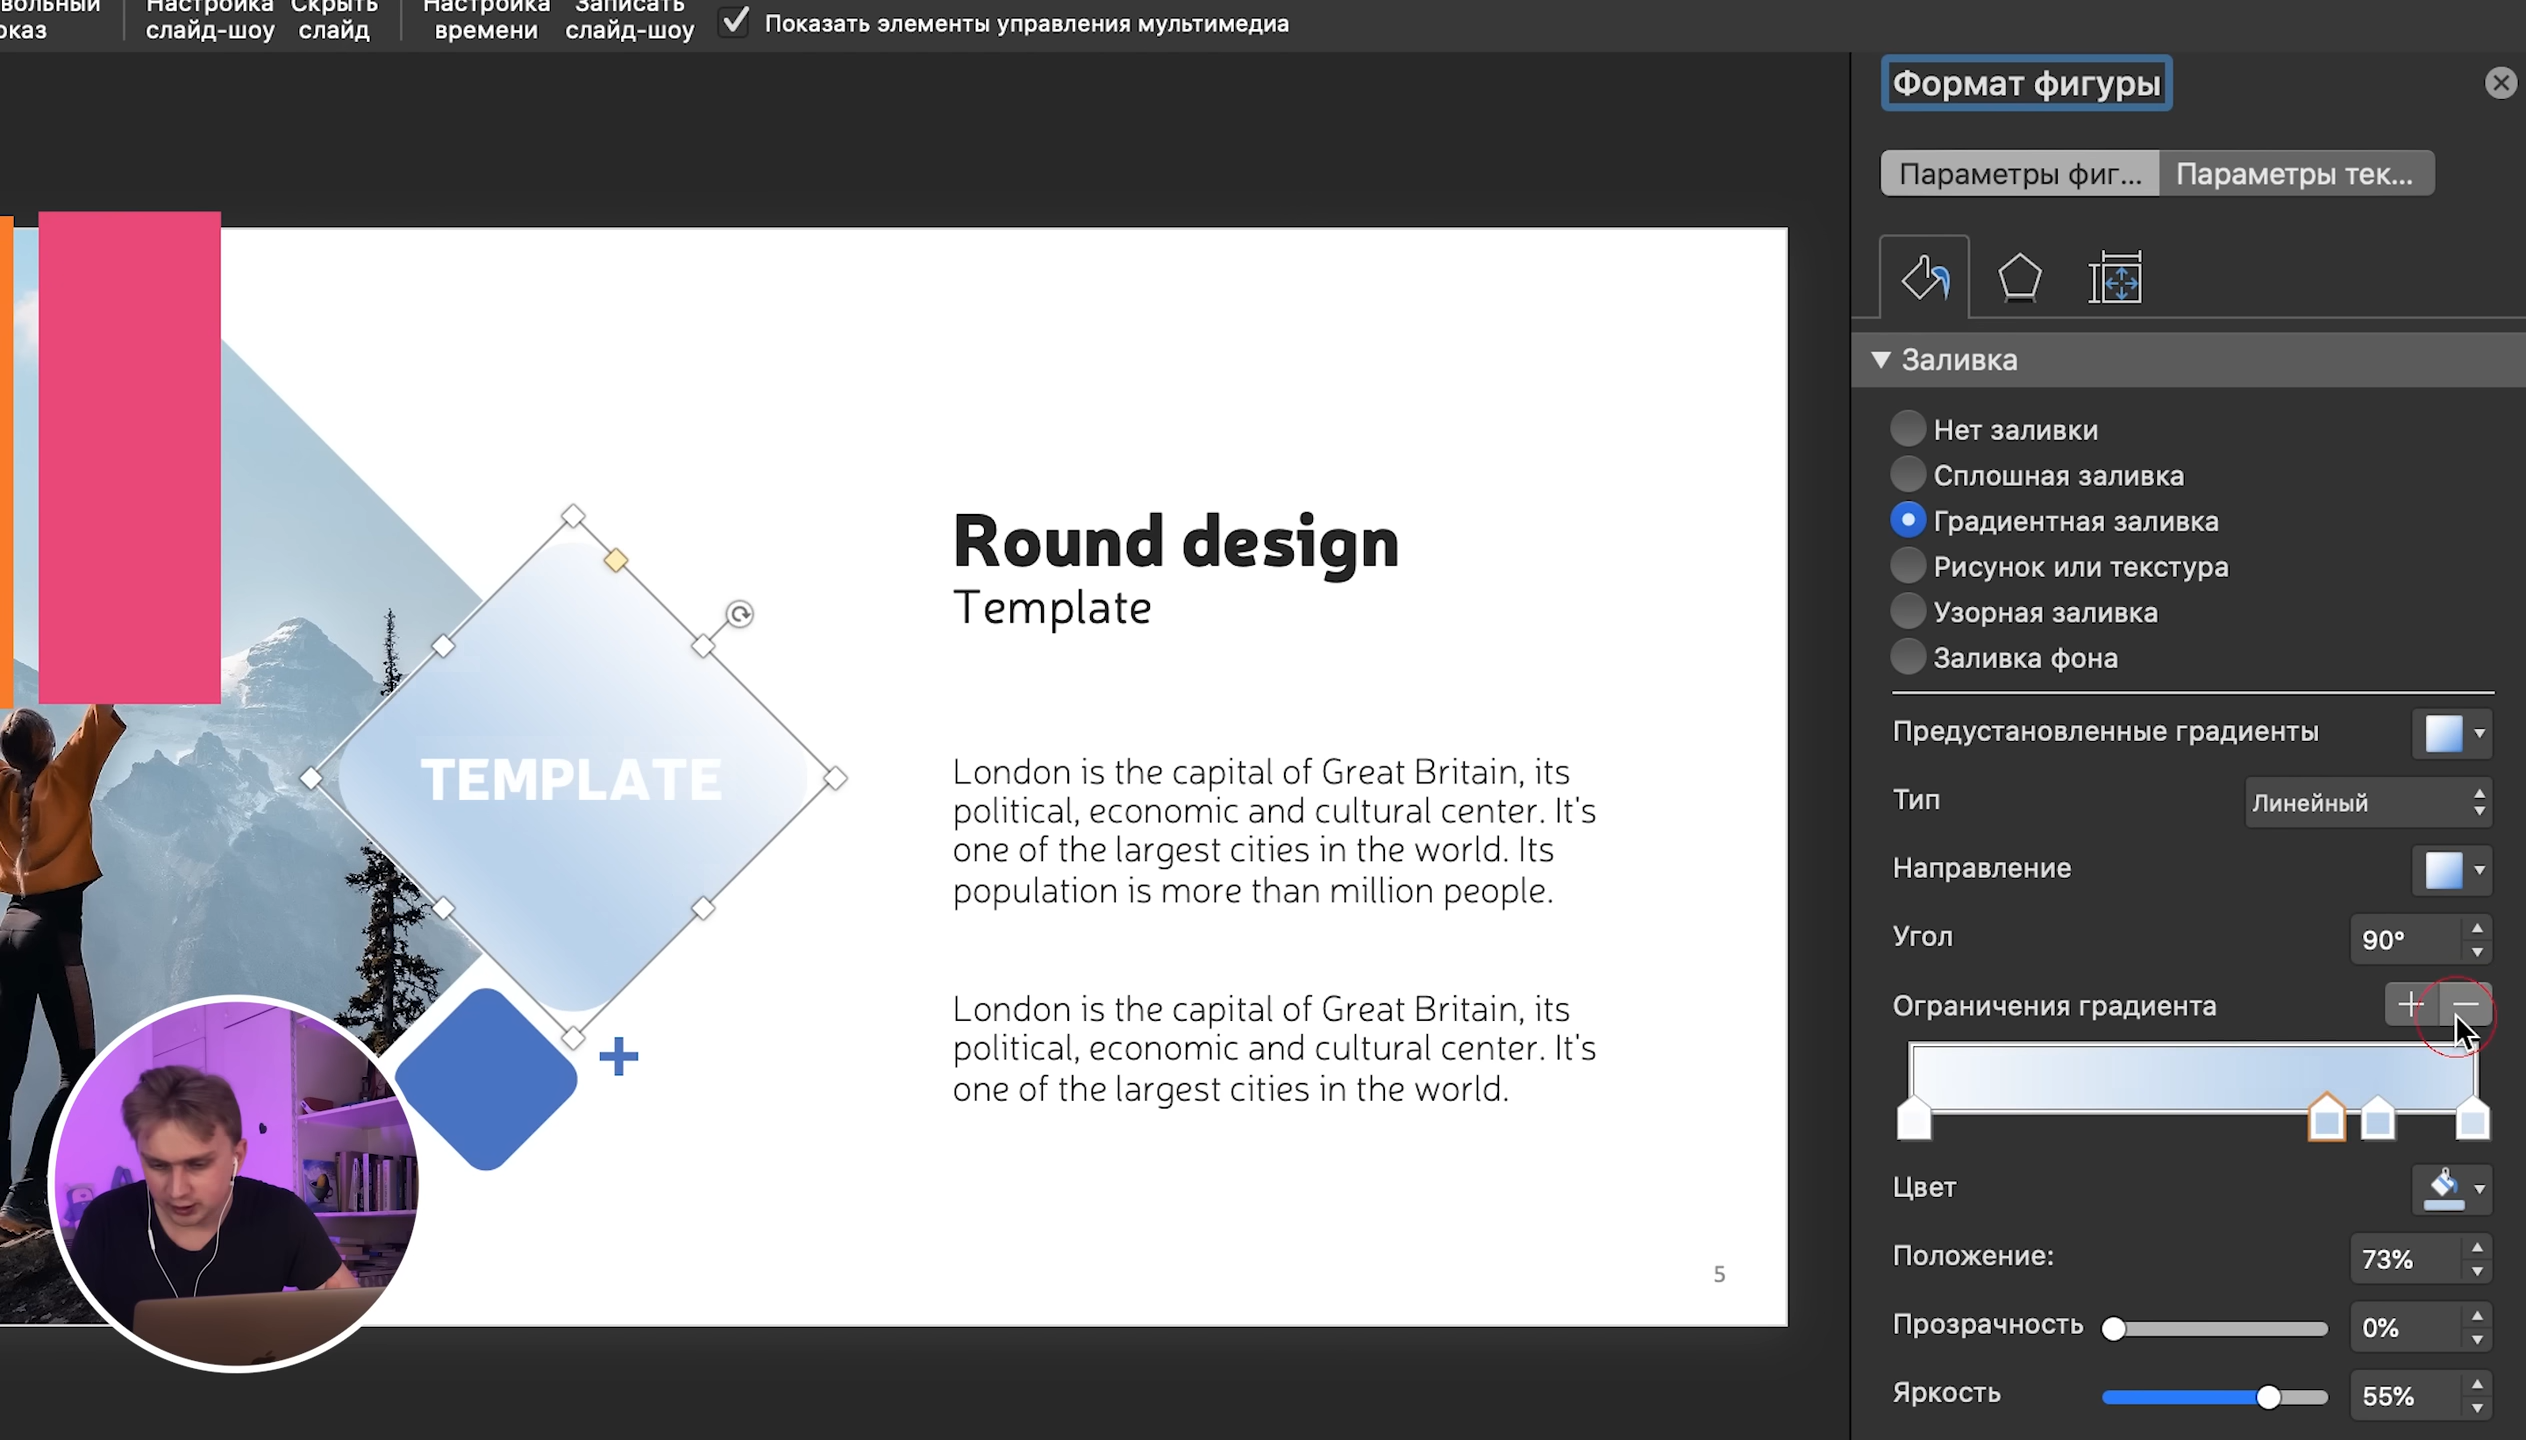 Настройка Скрыть
слайд-шоу слайд
Настройка Записать
времени слайд-шоу
Показать элементы управления мультимедиа
Формат фигуры
Параметры фиг...
Параметры тек...
Заливка
Нет заливки
Сплошная заливка
Градиентная заливка
Рисунок или текстура
Узорная заливка
Заливка фона
Предустановленные градиенты
Тип
Линейный
Направление
Угол
90°
Ограничения градиента
Цвет
Положение:
73%
Прозрачность
0%
Яркость
55%
TEMPLATE
Round design
Template
London is the capital of Great Britain, its
political, economic and cultural center. It's
one of the largest cities in the world. Its
population is more than million people.
London is the capital of Great Britain, its
political, economic and cultural center. It's
one of the largest cities in the world.
5